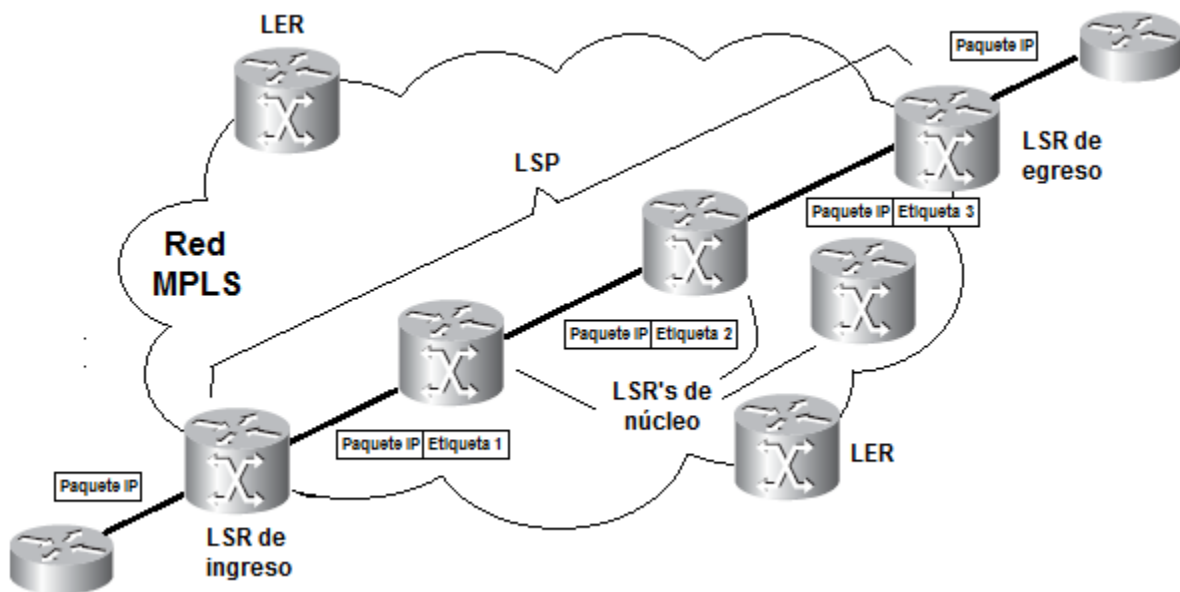 LER
Paquete IP
LSR de
egreso
LSP
Paquete IP Etiqueta 3
Red
MPLS
Paquete IP Etiqueta 2
LSR's de
núcleo
Paquete IP Etiqueta 1
LER
Paquete IP
LSR de
ingreso